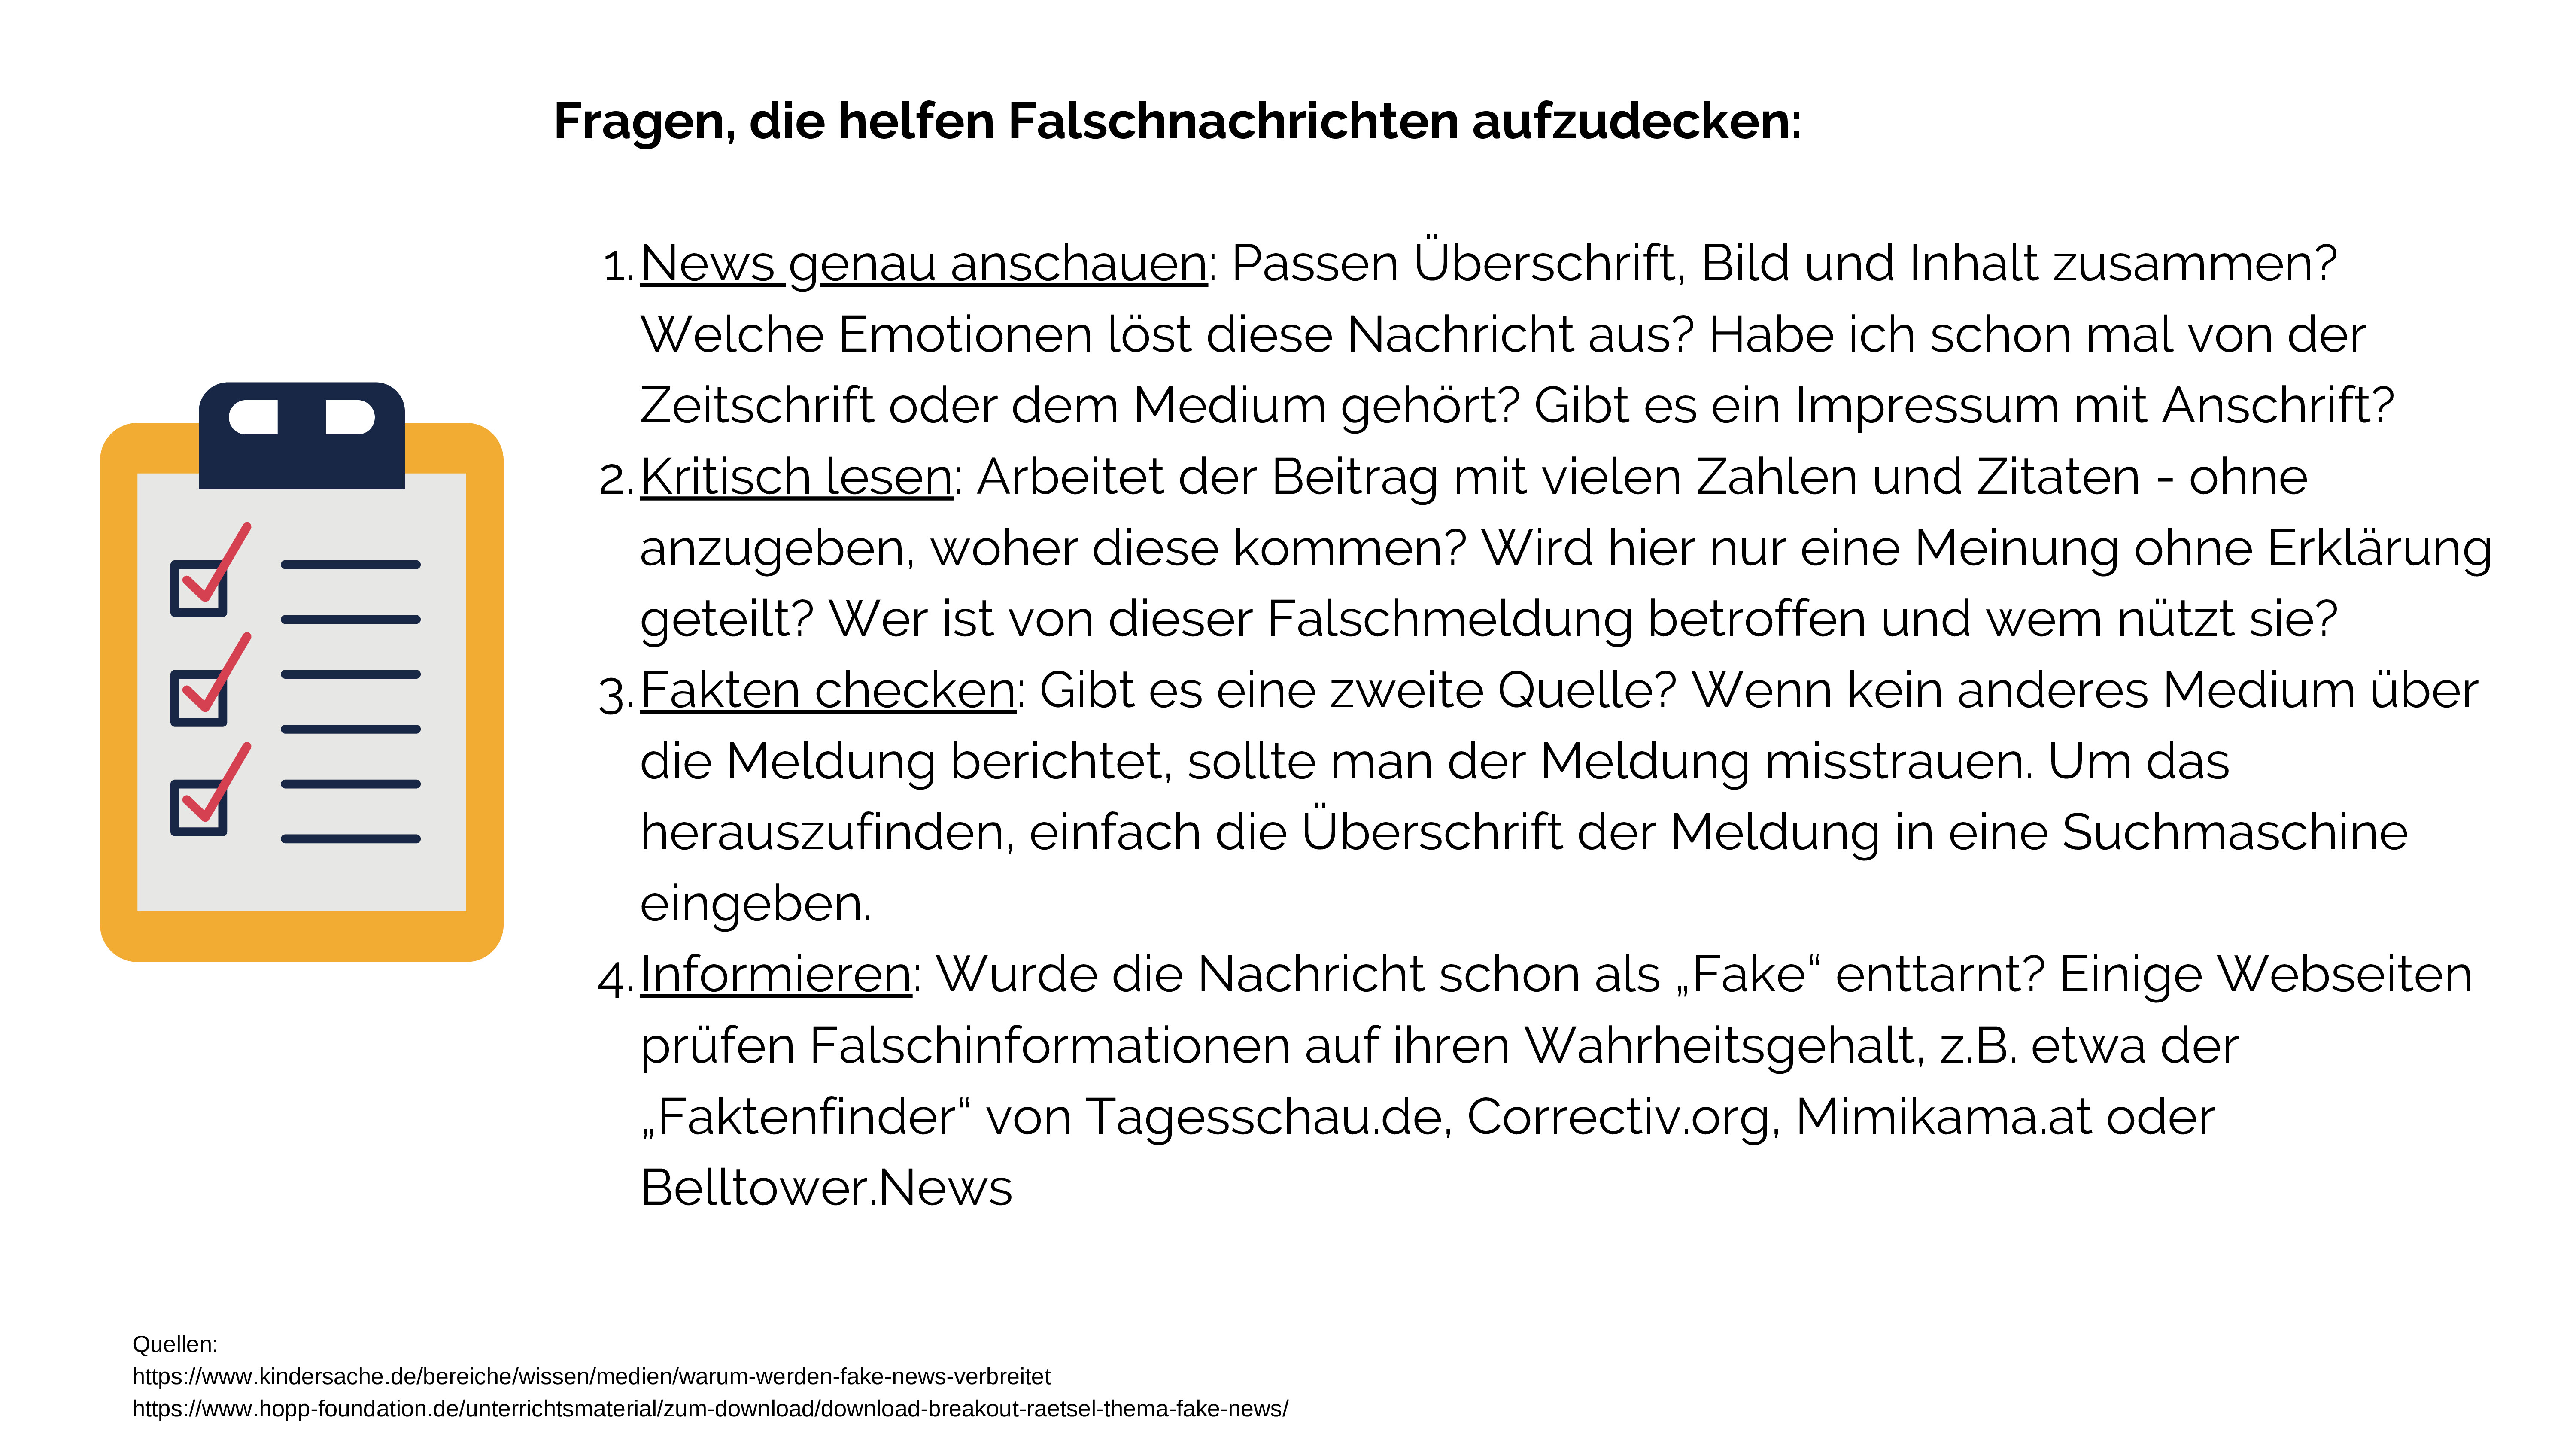 Fragen, die helfen Falschnachrichten aufzudecken:
1. News genau anschauen: Passen Überschrift, Bild und Inhalt zusammen?
Welche Emotionen löst diese Nachricht aus? Habe ich schon mal von der
Zeitschrift oder dem Medium gehört? Gibt es ein Impressum mit Anschrift?
2. Kritisch lesen: Arbeitet der Beitrag mit vielen Zahlen und Zitaten - ohne
anzugeben, woher diese kommen? Wird hier nur eine Meinung ohne Erklärung
geteilt? Wer ist von dieser Falschmeldung betroffen und wem nützt sie?
3. Fakten checken: Gibt es eine zweite Quelle? Wenn kein anderes Medium über
die Meldung berichtet, sollte man der Meldung misstrauen. Um das
herauszufinden, einfach die Überschrift der Meldung in eine Suchmaschine
eingeben.
4. Informieren: Wurde die Nachricht schon als „Fake“ enttarnt? Einige Webseiten
prüfen Falschinformationen auf ihren Wahrheitsgehalt, z.B. etwa der
„Faktenfinder“ von Tagesschau.de, Correctiv.org, Mimikama.at oder
Belltower.News
Quellen:
https://www.kindersache.de/bereiche/wissen/medien/warum-werden-fake-news-verbreitet
https://www.hopp-foundation.de/unterrichtsmaterial/zum-download/download-breakout-raetsel-thema-fake-news/